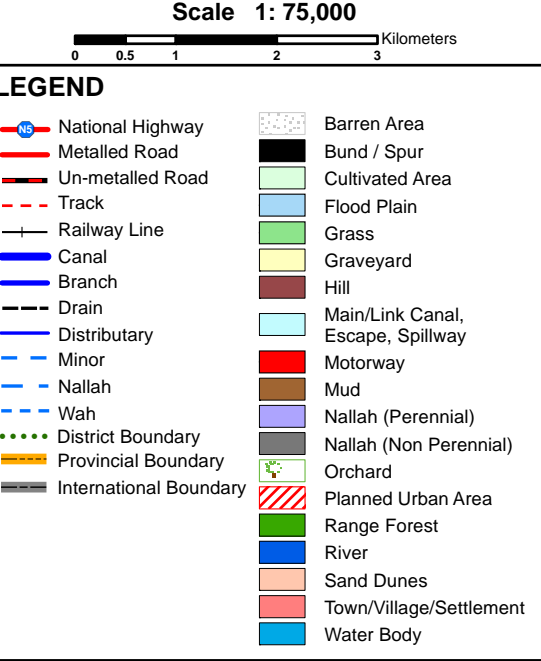 Scale 1: 75,000
Kilometers
0 0.5 1 2 3
LEGEND
N5 National Highway
Metalled Road
Un-metalled Road
Track
Railway Line
Canal
Branch
Drain
Distributary
Minor
Nallah
Wah
District Boundary
Provincial Boundary
International Boundary
Barren Area
Bund / Spur
Cultivated Area
Flood Plain
Grass
Graveyard
Hill
Main/Link Canal,
Escape, Spillway
Motorway
Mud
Nallah (Perennial)
Nallah (Non Perennial)
Orchard
Planned Urban Area
Range Forest
River
Sand Dunes
Town/Village/Settlement
Water Body